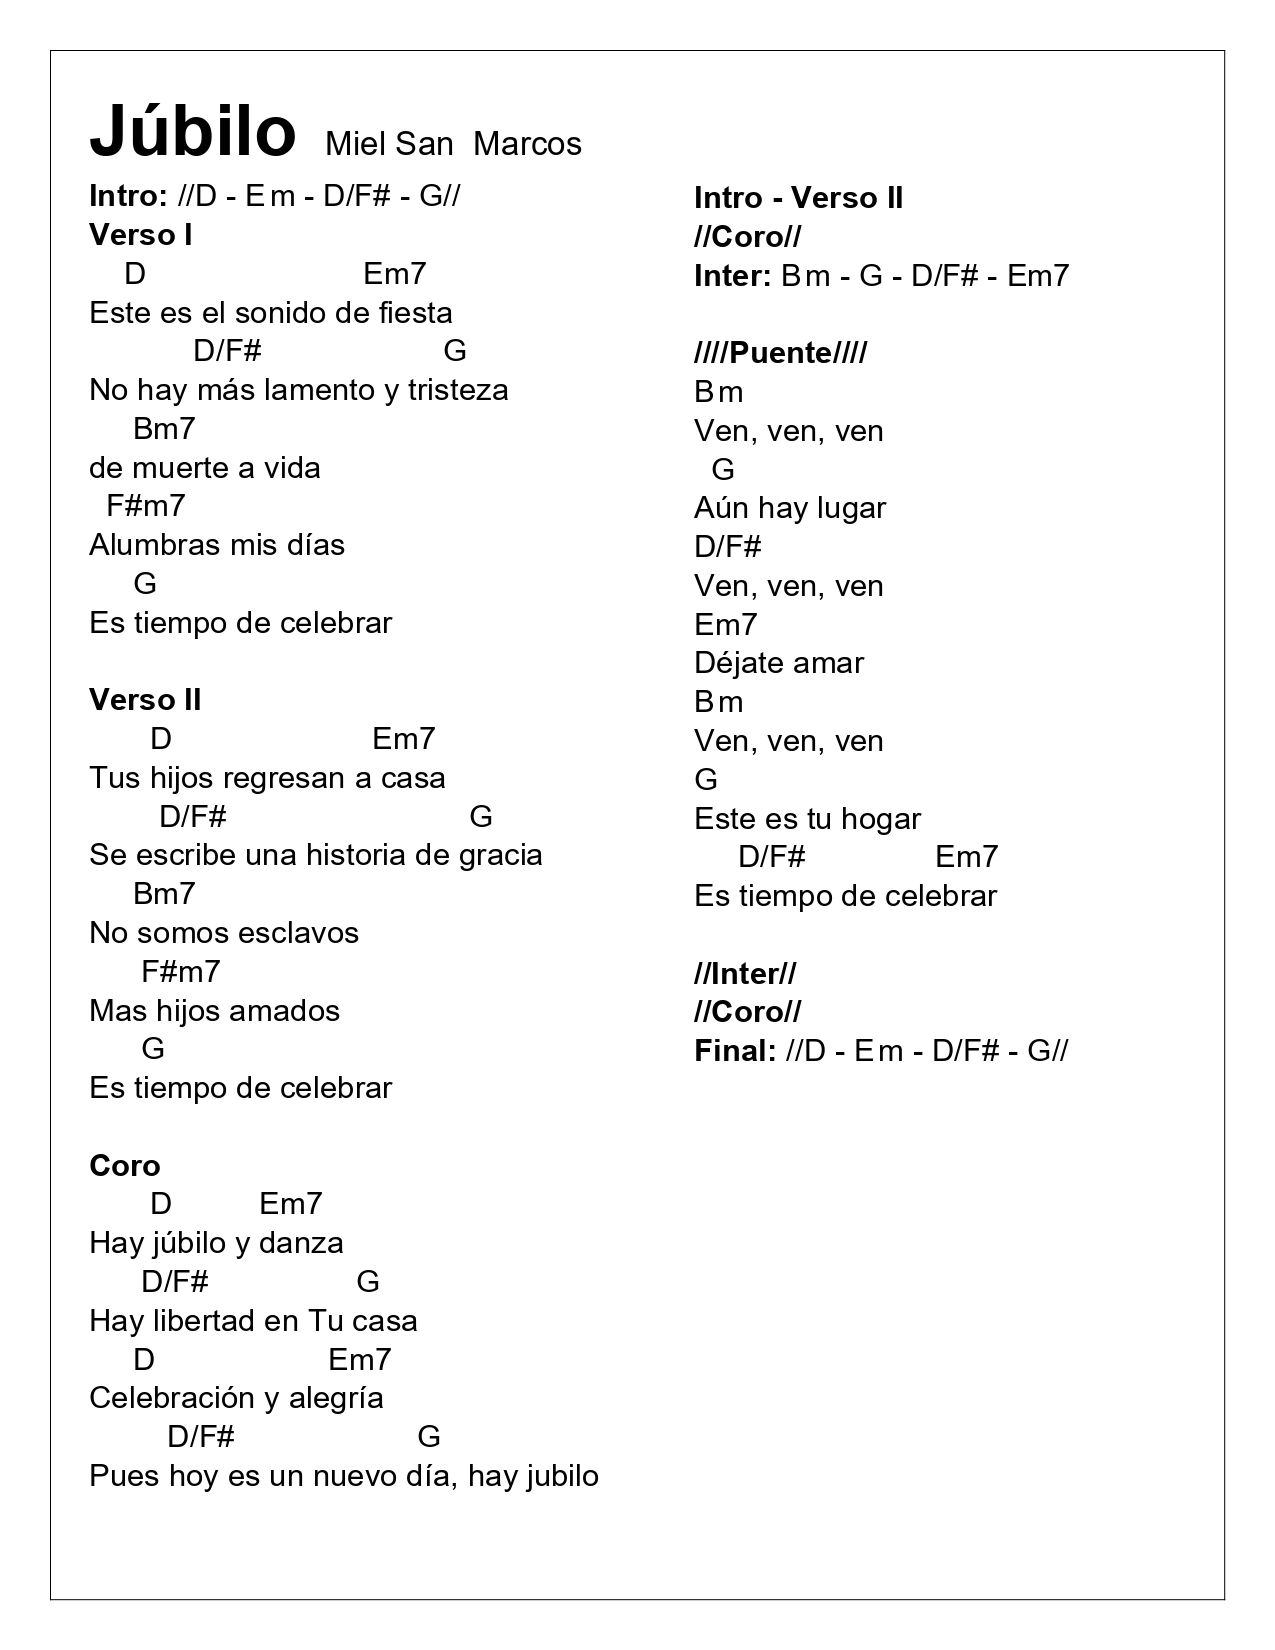 Júbilo Miel San Marcos
Intro: //D - Em - D/F# - G//
Verso I
D Em7
Este es el sonido de fiesta
D/F# G
No hay más lamento y tristeza
Bm7
de muerte a vida
F#m7
Alumbras mis días
G
Es tiempo de celebrar
Verso II
D Em7
Tus hijos regresan a casa
D/F# G
Se escribe una historia de gracia
Bm7
No somos esclavos
F#m7
Mas hijos amados
G
Es tiempo de celebrar
Coro
D Em7
Hay júbilo y danza
D/F# G
Hay libertad en Tu casa
D Em7
Celebración y alegría
D/F# G
Pues hoy es un nuevo día, hay jubilo
Intro - Verso II
//Coro//
Inter: Bm - G - D/F# - Em7
////Puente////
Bm
Ven, ven, ven
G
Aún hay lugar
D/F#
Ven, ven, ven
Em7
Déjate amar
Bm
Ven, ven, ven
G
Este es tu hogar
D/F# Em7
Es tiempo de celebrar
//Inter//
//Coro//
Final: //D - Em - D/F# - G//